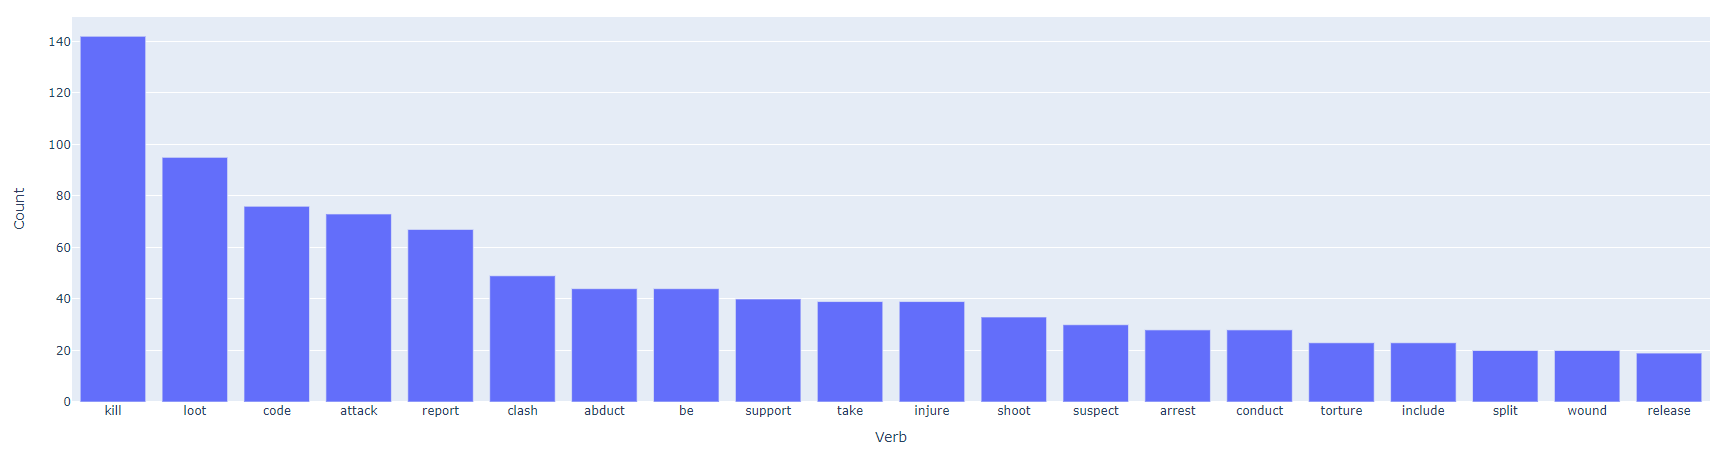 Count
140
120
100
80
60
40
20
0
kill loot code attack report clash abduct be support take injure shoot suspect arrest conduct torture include split wound release
Verb